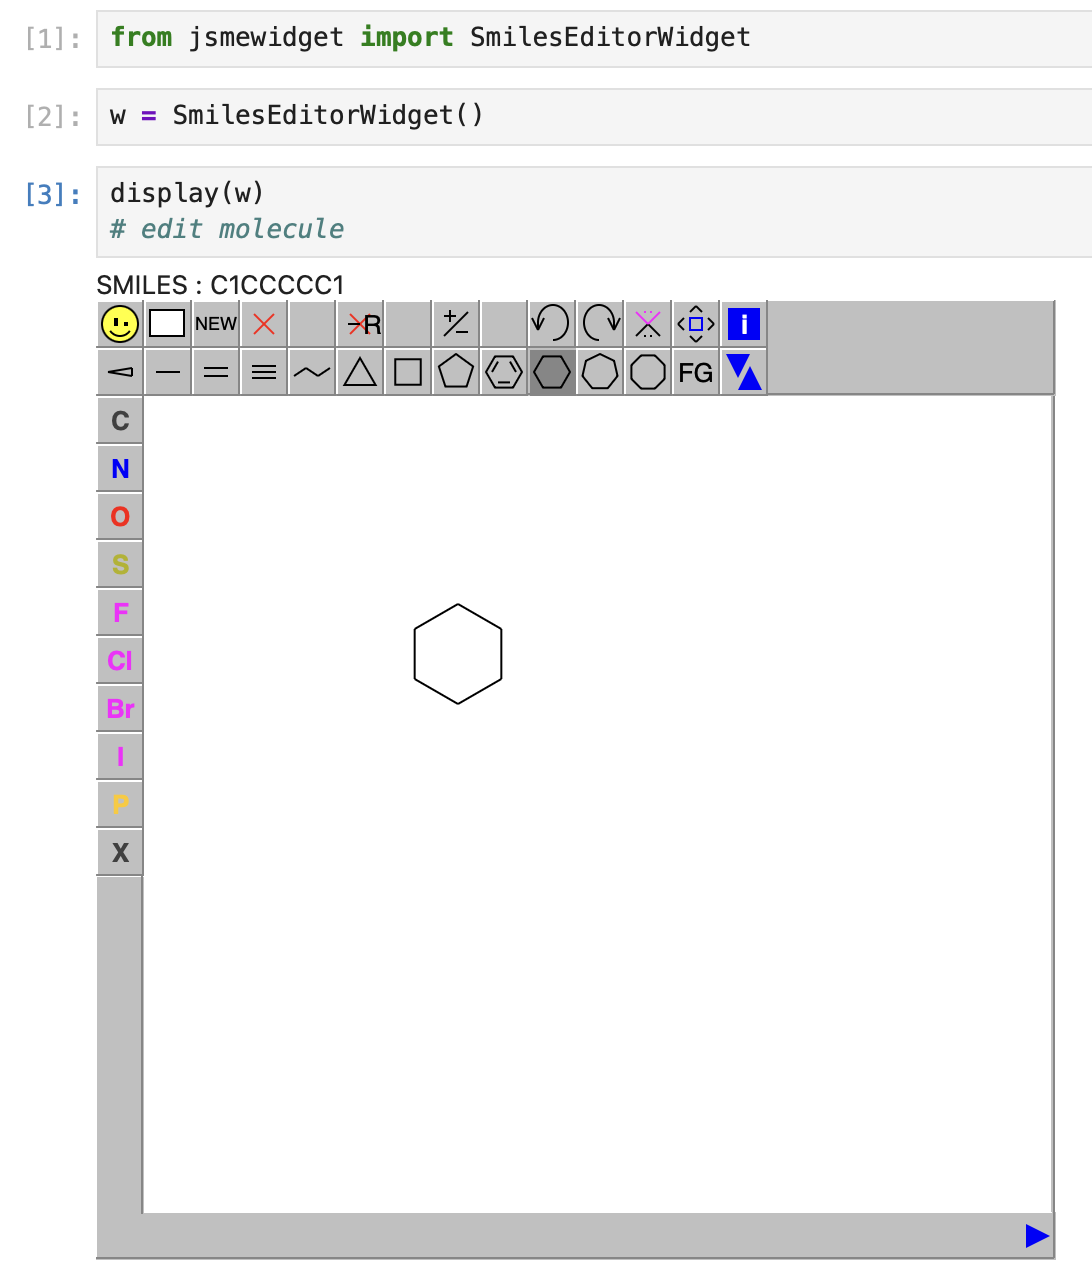 [1]: from jsmewidget import SmilesEditorWidget
[2]: w = SmilesEditorWidget()
[3]: display(w)
# edit molecule
SMILES : C1CCCCC1
NEW R +/− i
FG
C
N
O
S
F
Cl
Br
I
P
X